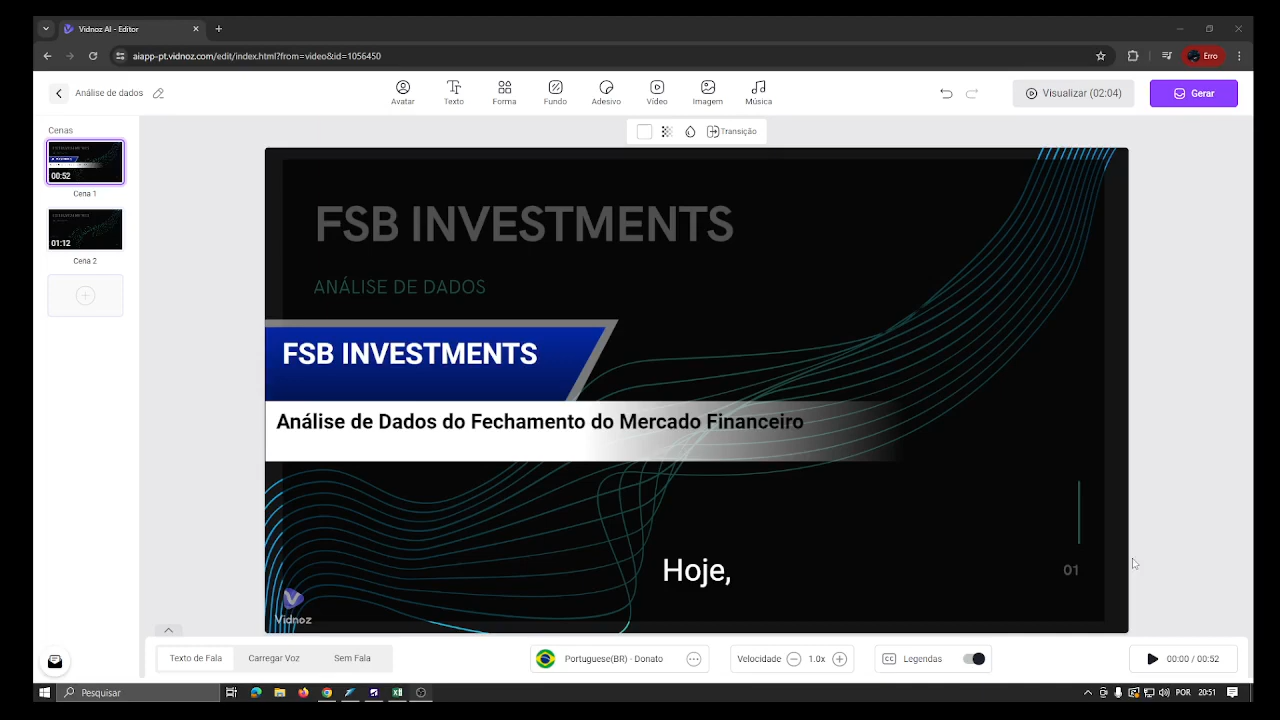 Vidnoz AI - Editor
aiapp-pt.vidnoz.com/edit/index.html?from=video&id=1056450
Erro
Análise de dados
Avatar
Texto
Forma
Fundo
Adesivo
Vídeo
Imagem
Música
Visualizar (02:04)
Gerar
Transição
Cenas
00:52
Cena 1
01:12
Cena 2
FSB INVESTMENTS
ANÁLISE DE DADOS
FSB INVESTMENTS
Análise de Dados do Fechamento do Mercado Financeiro
Hoje,
01
Vidnoz
Texto de Fala
Carregar Voz
Sem Fala
Portuguese(BR) - Donato
Velocidade
1.0x
CC
Legendas
00:00 / 00:52
Pesquisar
POR
20:51